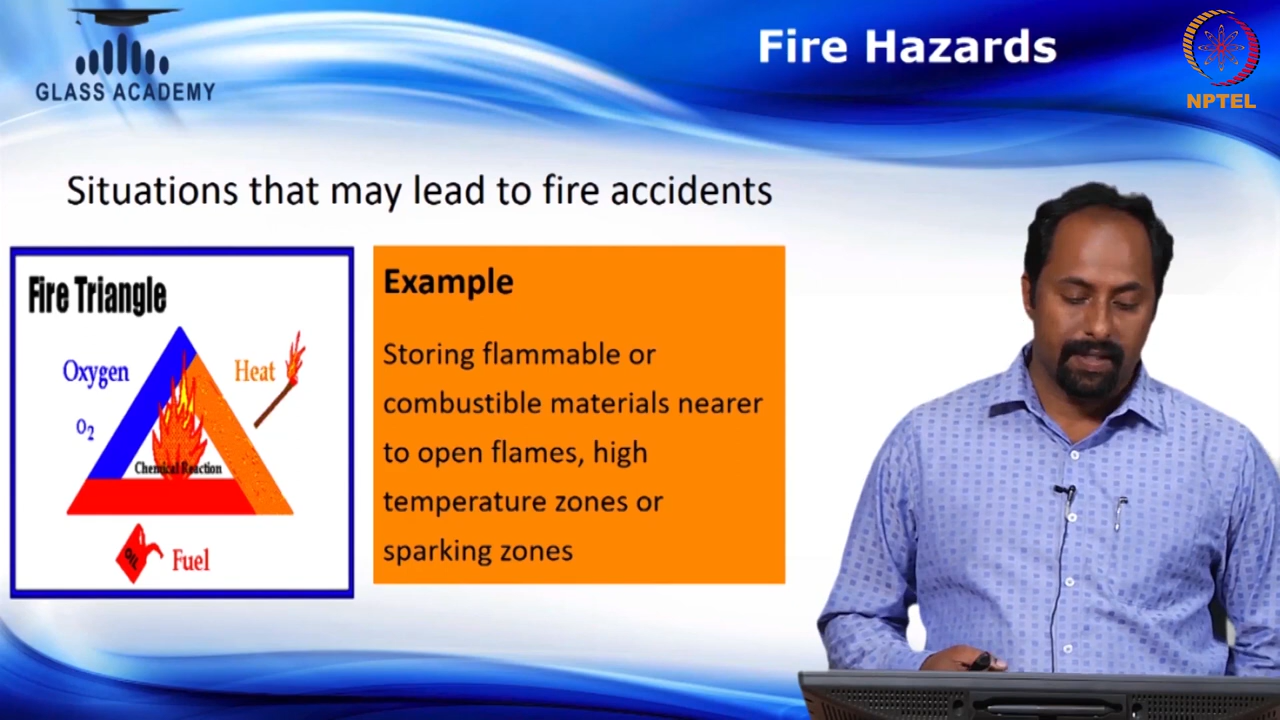 GLASS ACADEMY
Fire Hazards
NPTEL
Situations that may lead to fire accidents
Fire Triangle
Oxygen
O2
Heat
Chemical Reaction
OIL
Fuel
Example
Storing flammable or
combustible materials nearer
to open flames, high
temperature zones or
sparking zones